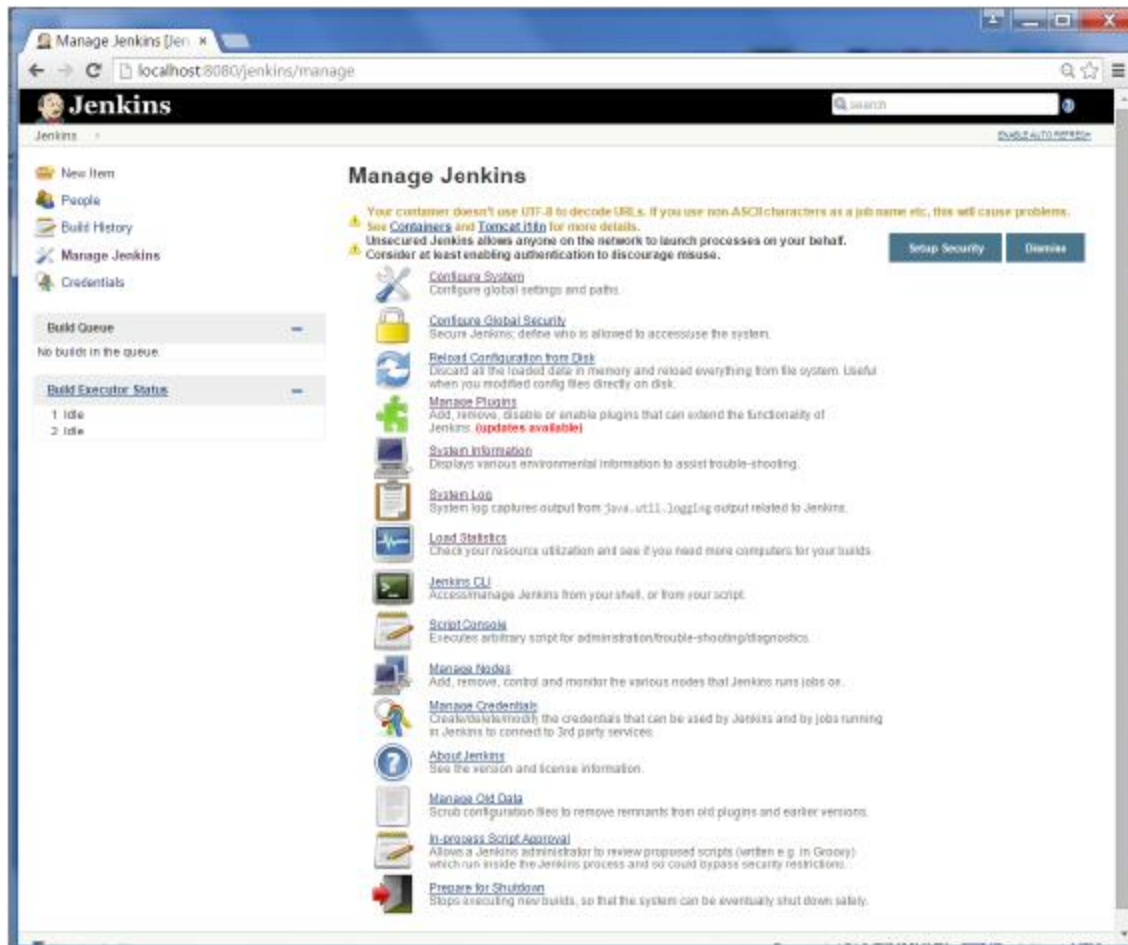 Manage Jenkins [Jen
localhost:8080/jenkins/manage
Jenkins
search
Jenkins
ENABLE AUTO REFRESH
New Item
People
Build History
Manage Jenkins
Credentials
Build Queue
No builds in the queue.
Build Executor Status
1 Idle
2 Idle
Manage Jenkins
Your container doesn't use UTF-8 to decode URLs. If you use non-ASCII characters as a job name etc, this will cause problems.
See Containers and Tomcat i18n for more details.
Unsecured Jenkins allows anyone on the network to launch processes on your behalf.
Consider at least enabling authentication to discourage misuse.
Setup Security
Dismiss
Configure System
Configure global settings and paths.
Configure Global Security
Secure Jenkins; define who is allowed to access/use the system.
Reload Configuration from Disk
Discard all the loaded data in memory and reload everything from file system. Useful
when you modified config files directly on disk.
Manage Plugins
Add, remove, disable or enable plugins that can extend the functionality of
Jenkins. (updates available)
System Information
Displays various environmental information to assist trouble-shooting.
System Log
System log captures output from java.util.logging output related to Jenkins.
Load Statistics
Check your resource utilization and see if you need more computers for your builds.
Jenkins CLI
Access/manage Jenkins from your shell, or from your script.
Script Console
Executes arbitrary script for administration/trouble-shooting/diagnostics.
Manage Nodes
Add, remove, control and monitor the various nodes that Jenkins runs jobs on.
Manage Credentials
Create/delete/modify the credentials that can be used by Jenkins and by jobs running
in Jenkins to connect to 3rd party services.
About Jenkins
See the version and license information.
Manage Old Data
Scrub configuration files to remove remnants from old plugins and earlier versions.
In-process Script Approval
Allows a Jenkins administrator to review proposed scripts (written e.g. in Groovy)
which run inside the Jenkins process and so could bypass security restrictions.
Prepare for Shutdown
Stops executing new builds, so that the system can be eventually shut down safely.